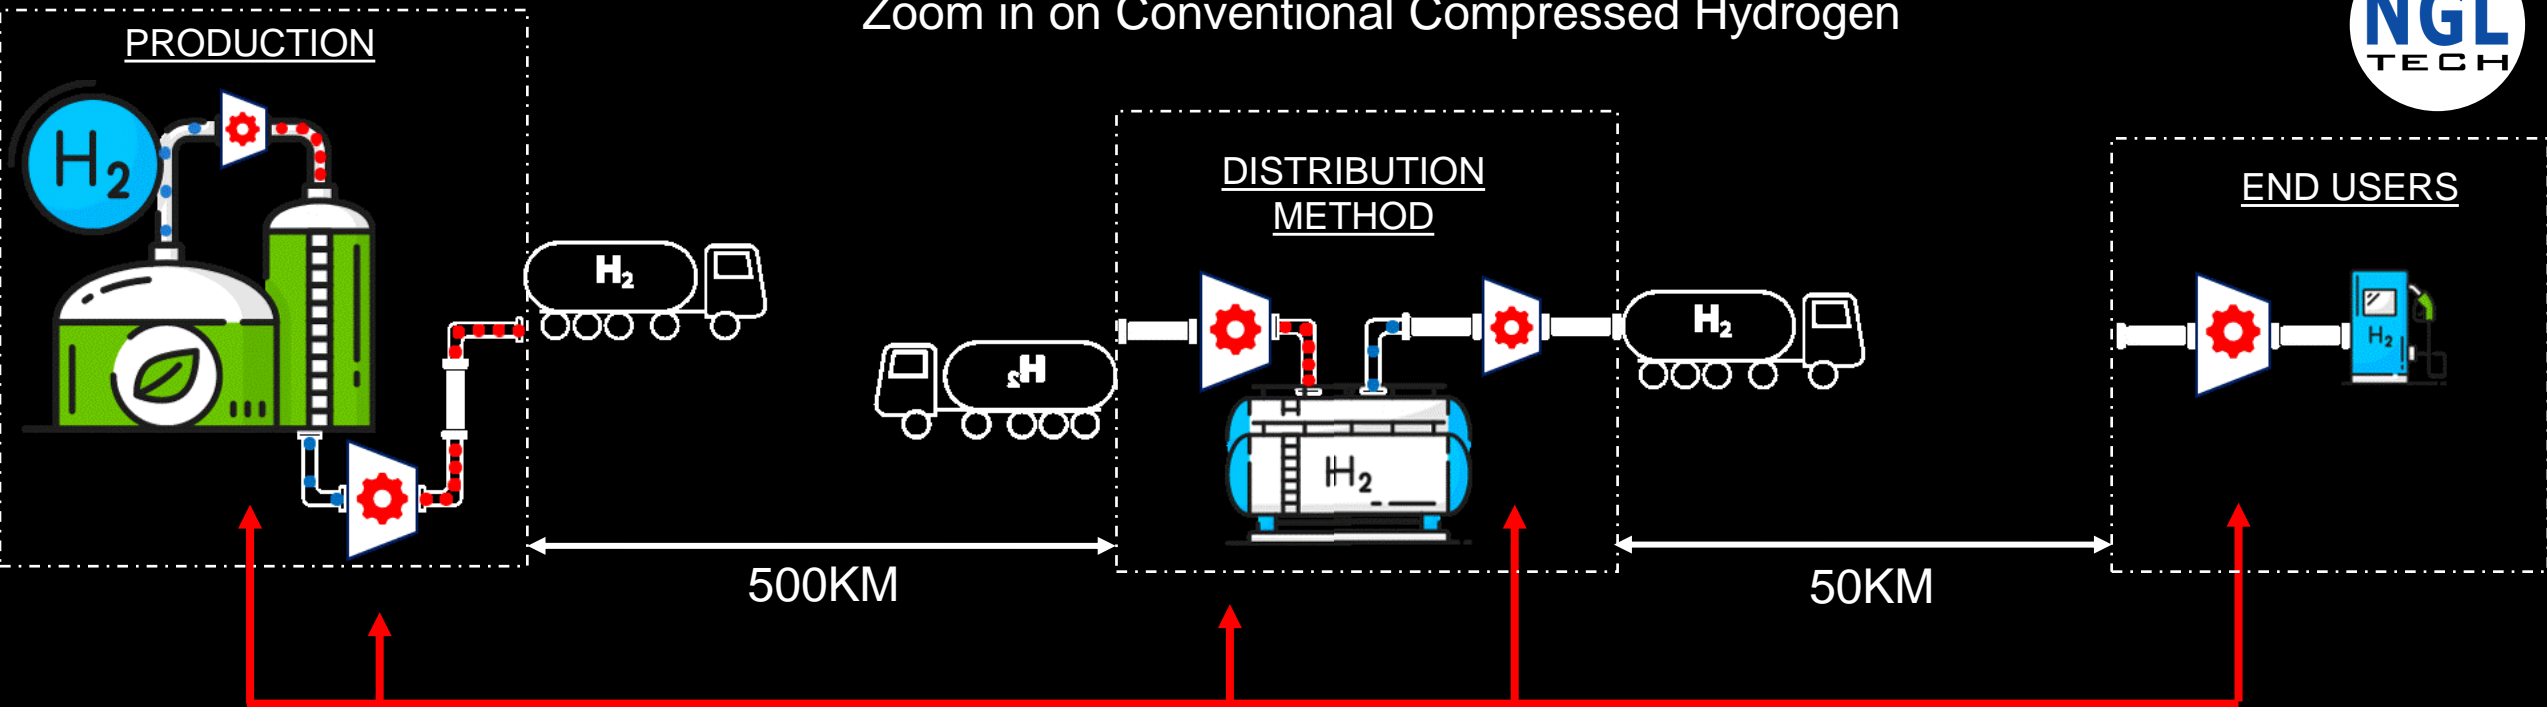 Zoom in on Conventional Compressed Hydrogen
NGL
TECH
PRODUCTION
H2
H2
H2
DISTRIBUTION
METHOD
H2
H2
END USERS
H2
500KM
50KM